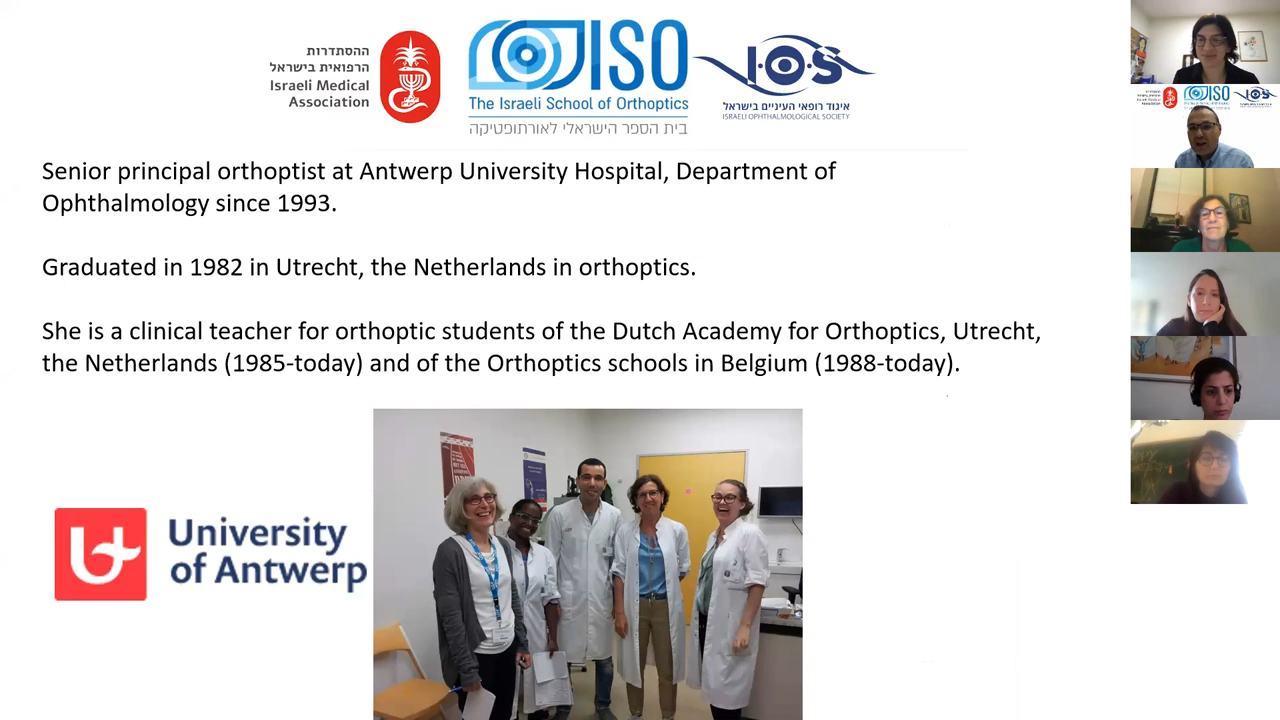 ההסתדרות
הרפואית בישראל
Israeli Medical
Association
ISO
The Israeli School of Orthoptics
בית הספר הישראלי לאורתופטיקה
I.O.S
איגוד רופאי העיניים בישראל
ISRAELI OPHTHALMOLOGICAL SOCIETY
Senior principal orthoptist at Antwerp University Hospital, Department of
Ophthalmology since 1993.
Graduated in 1982 in Utrecht, the Netherlands in orthoptics.
She is a clinical teacher for orthoptic students of the Dutch Academy for Orthoptics, Utrecht,
the Netherlands (1985-today) and of the Orthoptics schools in Belgium (1988-today).
University
of Antwerp
ISO
IOS